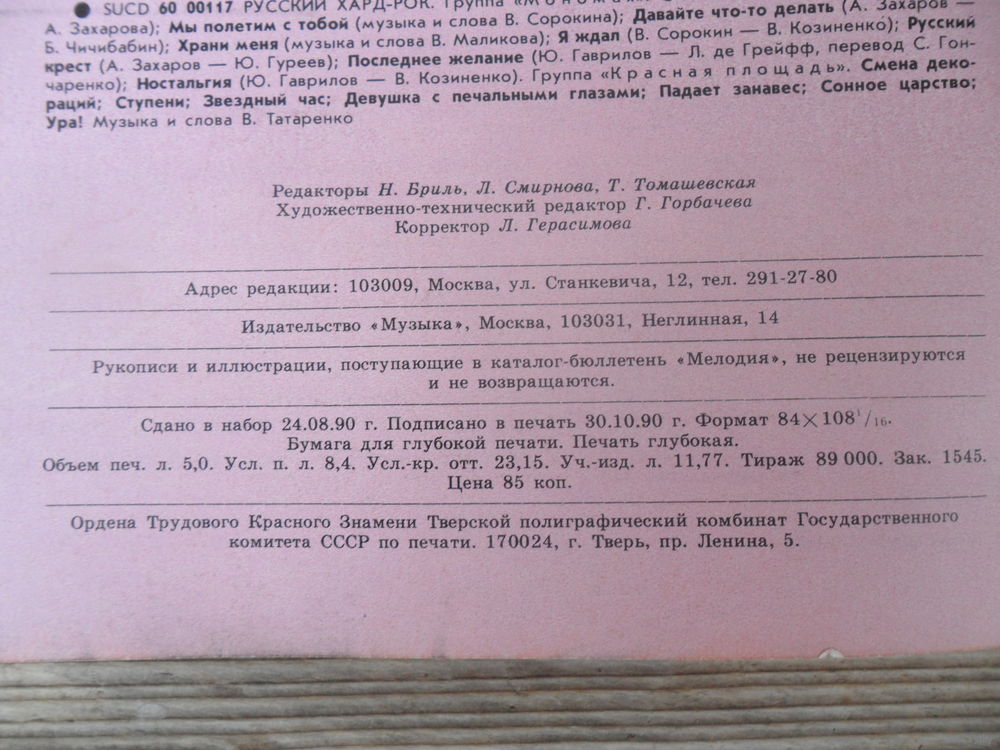 ● SUCD 60 00117 РУССКИЙ ХАРД-РОК. Группа
А. Захарова); Мы полетим с тобой (музыка и слова В. Сорокина); Давайте что-то делать (А. Захаров —
Б. Чичибабин); Храни меня (музыка и слова В. Маликова); Я ждал (В. Сорокин — В. Козиненко); Русский
крест (А. Захаров — Ю. Гуреев); Последнее желание (Ю. Гаврилов — Л. де Грейфф, перевод С. Гон-
чаренко); Ностальгия (Ю. Гаврилов — В. Козиненко). Группа «Красная площадь». Смена деко-
раций; Ступени; Звездный час; Девушка с печальными глазами; Падает занавес; Сонное царство;
Ура! Музыка и слова В. Татаренко
Редакторы Н. Бриль, Л. Смирнова, Т. Томашевская
Художественно-технический редактор Г. Горбачева
Корректор Л. Герасимова
Адрес редакции: 103009, Москва, ул. Станкевича, 12, тел. 291-27-80
Издательство «Музыка», Москва, 103031, Неглинная, 14
Рукописи и иллюстрации, поступающие в каталог-бюллетень «Мелодия», не рецензируются
и не возвращаются.
Сдано в набор 24.08.90 г. Подписано в печать 30.10.90 г. Формат 84×108¹/₁₆.
Бумага для глубокой печати. Печать глубокая.
Объем печ. л. 5,0. Усл. п. л. 8,4. Усл.-кр. отт. 23,15. Уч.-изд. л. 11,77. Тираж 89 000. Зак. 1545.
Цена 85 коп.
Ордена Трудового Красного Знамени Тверской полиграфический комбинат Государственного
комитета СССР по печати. 170024, г. Тверь, пр. Ленина, 5.